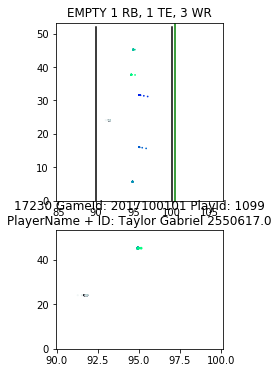 EMPTY 1 RB, 1 TE, 3 WR
50
40
30
20
10
0
85 90 95 100 105
17230 GameId: 2017100101 PlayId: 1099
PlayerName + ID: Taylor Gabriel 2550617.0
40
20
0
90.0 92.5 95.0 97.5 100.0